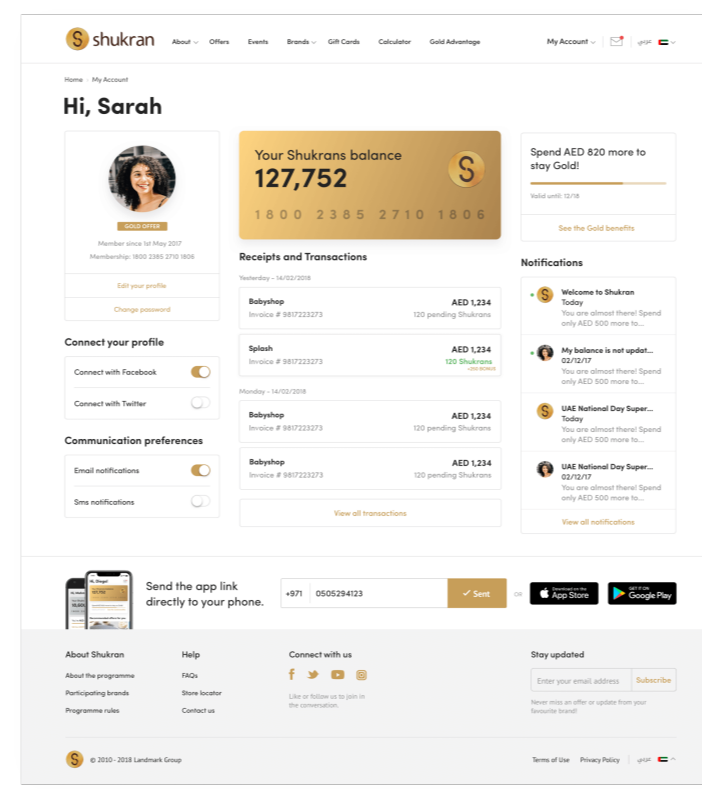 S shukran
About
Offers
Events
Brands
Gift Cards
Calculator
Gold Advantage
My Account
عربي
Home
My Account
Hi, Sarah
GOLD OFFER
Member since 1st May 2017
Membership: 1800 2385 2710 1806
Edit your profile
Change password
Connect your profile
Connect with Facebook
Connect with Twitter
Communication preferences
Email notifications
Sms notifications
Your Shukrans balance
127,752
S
1800 2385 2710 1806
Receipts and Transactions
Yesterday - 14/02/2018
Babyshop AED 1,234
Invoice # 9817223273 120 pending Shukrans
Splash AED 1,234
Invoice # 9817223273 120 Shukrans
+250 BONUS
Monday - 14/02/2018
Babyshop AED 1,234
Invoice # 9817223273 120 pending Shukrans
Babyshop AED 1,234
Invoice # 9817223273 120 pending Shukrans
View all transactions
Spend AED 820 more to
stay Gold!
Valid until: 12/18
See the Gold benefits
Notifications
S
Welcome to Shukran
Today
You are almost there! Spend
only AED 500 more to...
My balance is not updat...
02/12/17
You are almost there! Spend
only AED 500 more to...
S
UAE National Day Super...
Today
You are almost there! Spend
only AED 500 more to...
UAE National Day Super...
02/12/17
You are almost there! Spend
only AED 500 more to...
View all notifications
Send the app link
directly to your phone.
+971 0505294123
Sent
OR
Download on the
App Store
GET IT ON
Google Play
About Shukran
About the programme
Participating brands
Programme rules
Help
FAQs
Store locator
Contact us
Connect with us
Like or follow us to join in
the conversation.
Stay updated
Enter your email address Subscribe
Never miss an offer or update from your
favourite brand!
S © 2010-2018 Landmark Group
Terms of Use
Privacy Policy
عربي